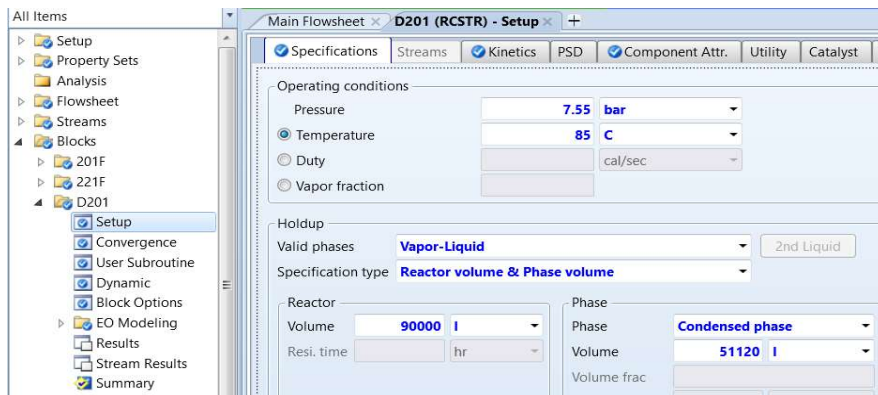 All Items
Setup
Property Sets
Analysis
Flowsheet
Streams
Blocks
201F
221F
D201
Setup
Convergence
User Subroutine
Dynamic
Block Options
EO Modeling
Results
Stream Results
Summary
Main Flowsheet × D201 (RCSTR) - Setup × +
Specifications Streams Kinetics PSD Component Attr. Utility Catalyst
Operating conditions
Pressure 7.55 bar
Temperature 85 C
Duty cal/sec
Vapor fraction
Holdup
Valid phases Vapor-Liquid 2nd Liquid
Specification type Reactor volume & Phase volume
Reactor Phase
Volume 90000 l Phase Condensed phase
Resi. time hr Volume 51120 l
Volume frac